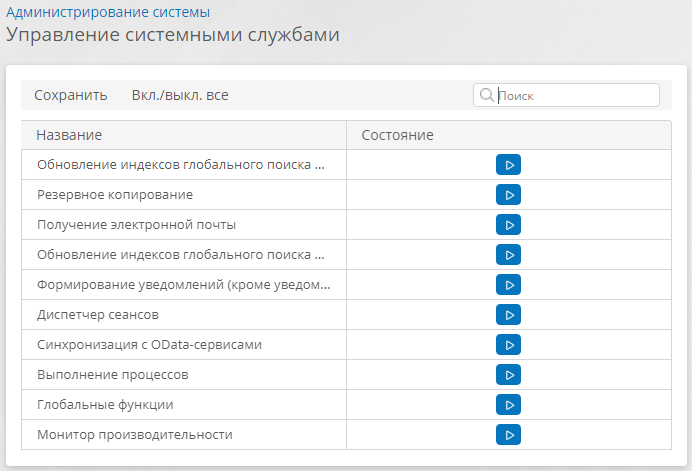 Администрирование системы
Управление системными службами
Сохранить Вкл./выкл. все Поиск
Название Состояние
Обновление индексов глобального поиска ...
Резервное копирование
Получение электронной почты
Обновление индексов глобального поиска ...
Формирование уведомлений (кроме уведом...
Диспетчер сеансов
Синхронизация с OData-сервисами
Выполнение процессов
Глобальные функции
Монитор производительности